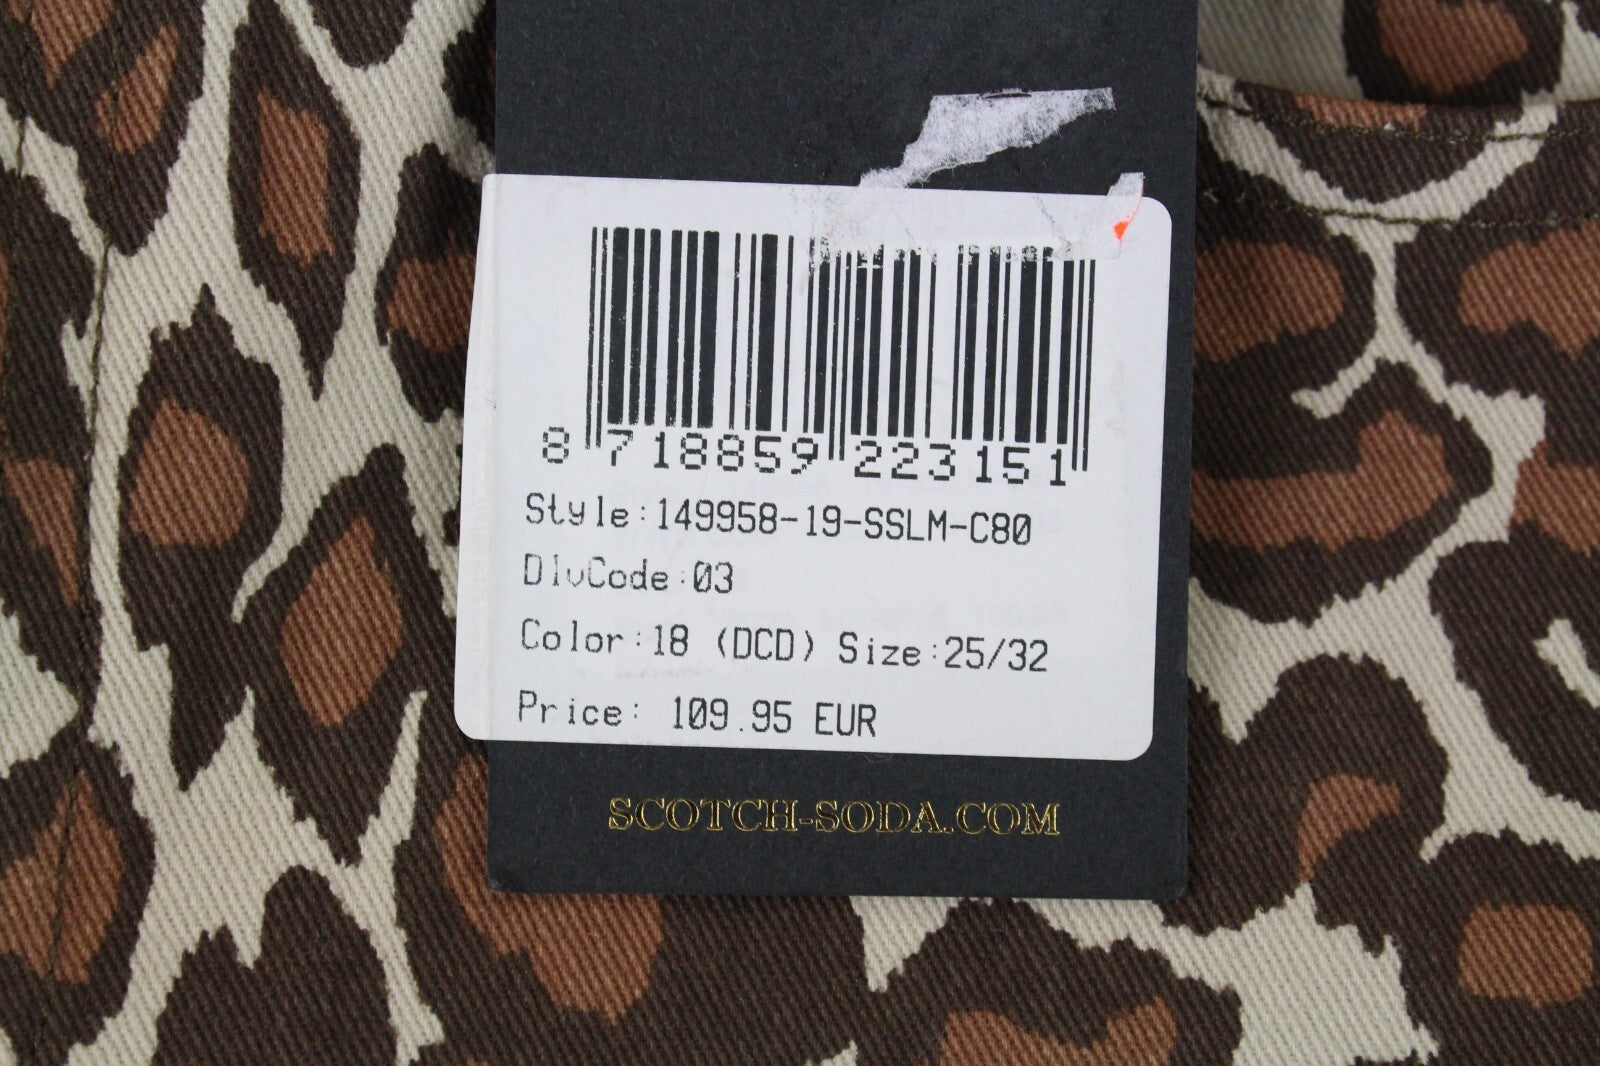 8 718859 223151
Style:149958-19-SSLM-C80
DlvCode:03
Color:18 (DCD) Size:25/32
Price: 109.95 EUR
SCOTCH-SODA.COM